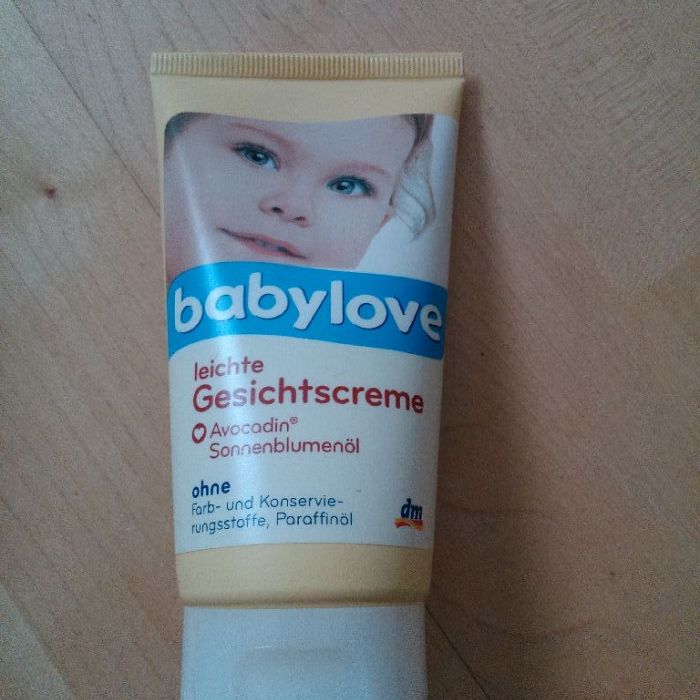 babylove
leichte
Gesichtscreme
Avocadin®
Sonnenblumenöl
ohne
Farb- und Konservie-
rungsstoffe, Paraffinöl
dm